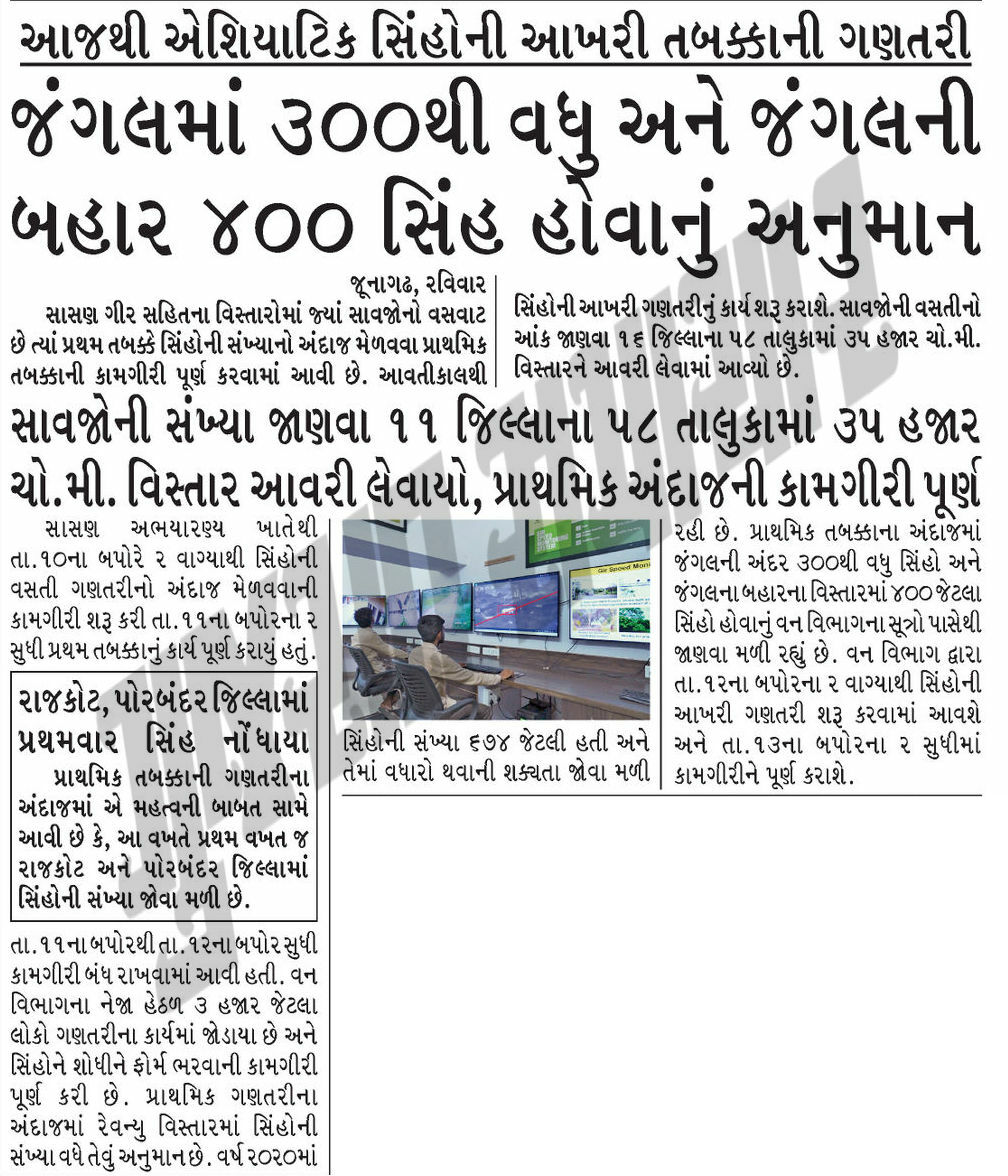 આજથી એશિયાટિક સિંહોની આખરી તબક્કાની ગણતરી
જંગલમાં ૩૦૦થી વધુ અને જંગલની
બહાર ૪૦૦ સિંહ હોવાનું અનુમાન
જૂનાગઢ, રવિવાર
સાસણ ગીર સહિતના વિસ્તારોમાં જ્યાં સાવજોનો વસવાટ
છે ત્યાં પ્રથમ તબક્કે સિંહોની સંખ્યાનો અંદાજ મેળવવા પ્રાથમિક
તબક્કાની કામગીરી પૂર્ણ કરવામાં આવી છે. આવતીકાલથી
સિંહોની આખરી ગણતરીનું કાર્ય શરૂ કરાશે. સાવજોની વસતીનો
આંક જાણવા ૧૬ જિલ્લાના ૫૮ તાલુકામાં ૩૫ હજાર ચો.મી.
વિસ્તારને આવરી લેવામાં આવ્યો છે.
સાવજોની સંખ્યા જાણવા ૧૧ જિલ્લાના ૫૮ તાલુકામાં ૩૫ હજાર
ચો.મી. વિસ્તાર આવરી લેવાયો, પ્રાથમિક અંદાજની કામગીરી પૂર્ણ
સાસણ અભયારણ્ય ખાતેથી
તા.૧૦ના બપોરે ૨ વાગ્યાથી સિંહોની
વસતી ગણતરીનો અંદાજ મેળવવાની
કામગીરી શરૂ કરી તા.૧૧ના બપોરના ૨
સુધી પ્રથમ તબક્કાનું કાર્ય પૂર્ણ કરાયું હતું.
રાજકોટ, પોરબંદર જિલ્લામાં
પ્રથમવાર સિંહ નોંધાયા
પ્રાથમિક તબક્કાની ગણતરીના
અંદાજમાં એ મહત્વની બાબત સામે
આવી છે કે, આ વખતે પ્રથમ વખત જ
રાજકોટ અને પોરબંદર જિલ્લામાં
સિંહોની સંખ્યા જોવા મળી છે.
તા.૧૧ના બપોરથી તા.૧૨ના બપોર સુધી
કામગીરી બંધ રાખવામાં આવી હતી. વન
વિભાગના નેજા હેઠળ ૩ હજાર જેટલા
લોકો ગણતરીના કાર્યમાં જોડાયા છે અને
સિંહોને શોધીને ફોર્મ ભરવાની કામગીરી
પૂર્ણ કરી છે. પ્રાથમિક ગણતરીના
અંદાજમાં રેવન્યુ વિસ્તારમાં સિંહોની
સંખ્યા વધે તેવું અનુમાન છે. વર્ષ ૨૦૨૦માં
Gir Speed Moni
સિંહોની સંખ્યા ૬૭૪ જેટલી હતી અને
તેમાં વધારો થવાની શક્યતા જોવા મળી
રહી છે. પ્રાથમિક તબક્કાના અંદાજમાં
જંગલની અંદર ૩૦૦થી વધુ સિંહો અને
જંગલના બહારના વિસ્તારમાં ૪૦૦ જેટલા
સિંહો હોવાનું વન વિભાગના સૂત્રો પાસેથી
જાણવા મળી રહ્યું છે. વન વિભાગ દ્વારા
તા.૧૨ના બપોરના ૨ વાગ્યાથી સિંહોની
આખરી ગણતરી શરૂ કરવામાં આવશે
અને તા.૧૩ના બપોરના ૨ સુધીમાં
કામગીરીને પૂર્ણ કરાશે.